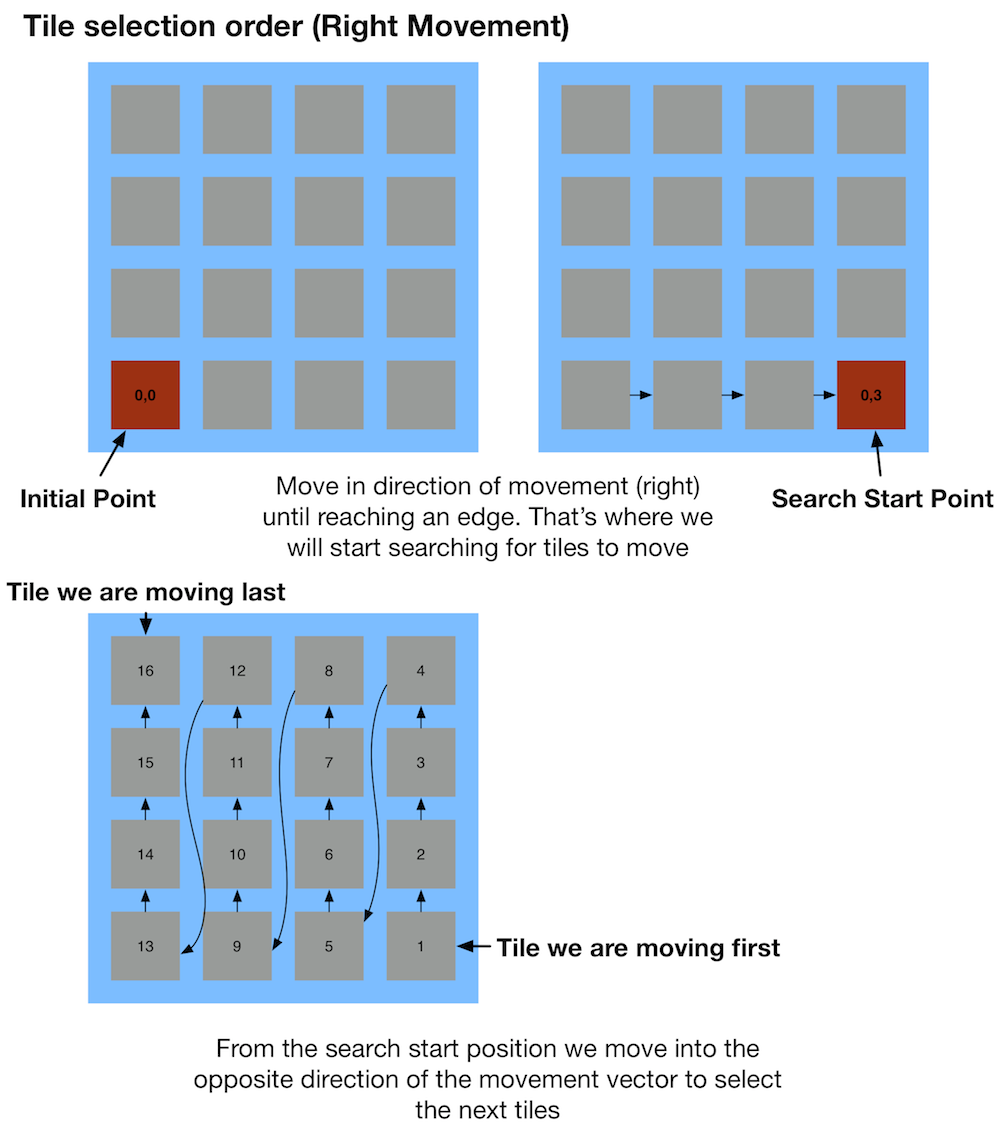 Tile selection order (Right Movement)
0,0
0,3
Initial Point
Search Start Point
Move in direction of movement (right)
until reaching an edge. That’s where we
will start searching for tiles to move
Tile we are moving last
16 12 8 4
15 11 7 3
14 10 6 2
13 9 5 1
Tile we are moving first
From the search start position we move into the
opposite direction of the movement vector to select
the next tiles